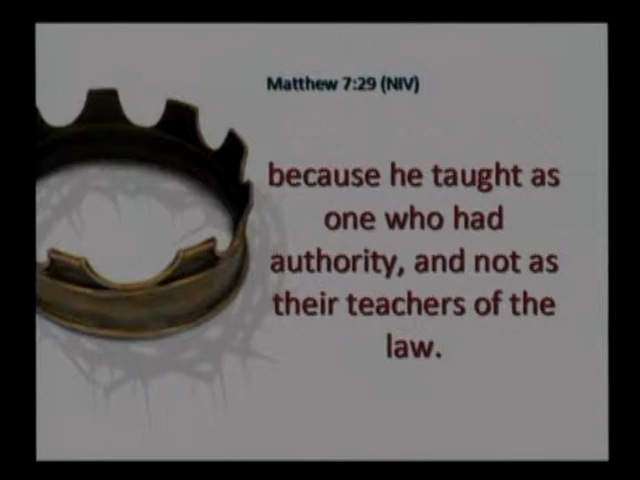 Matthew 7:29 (NIV)
because he taught as
one who had
authority, and not as
their teachers of the
law.